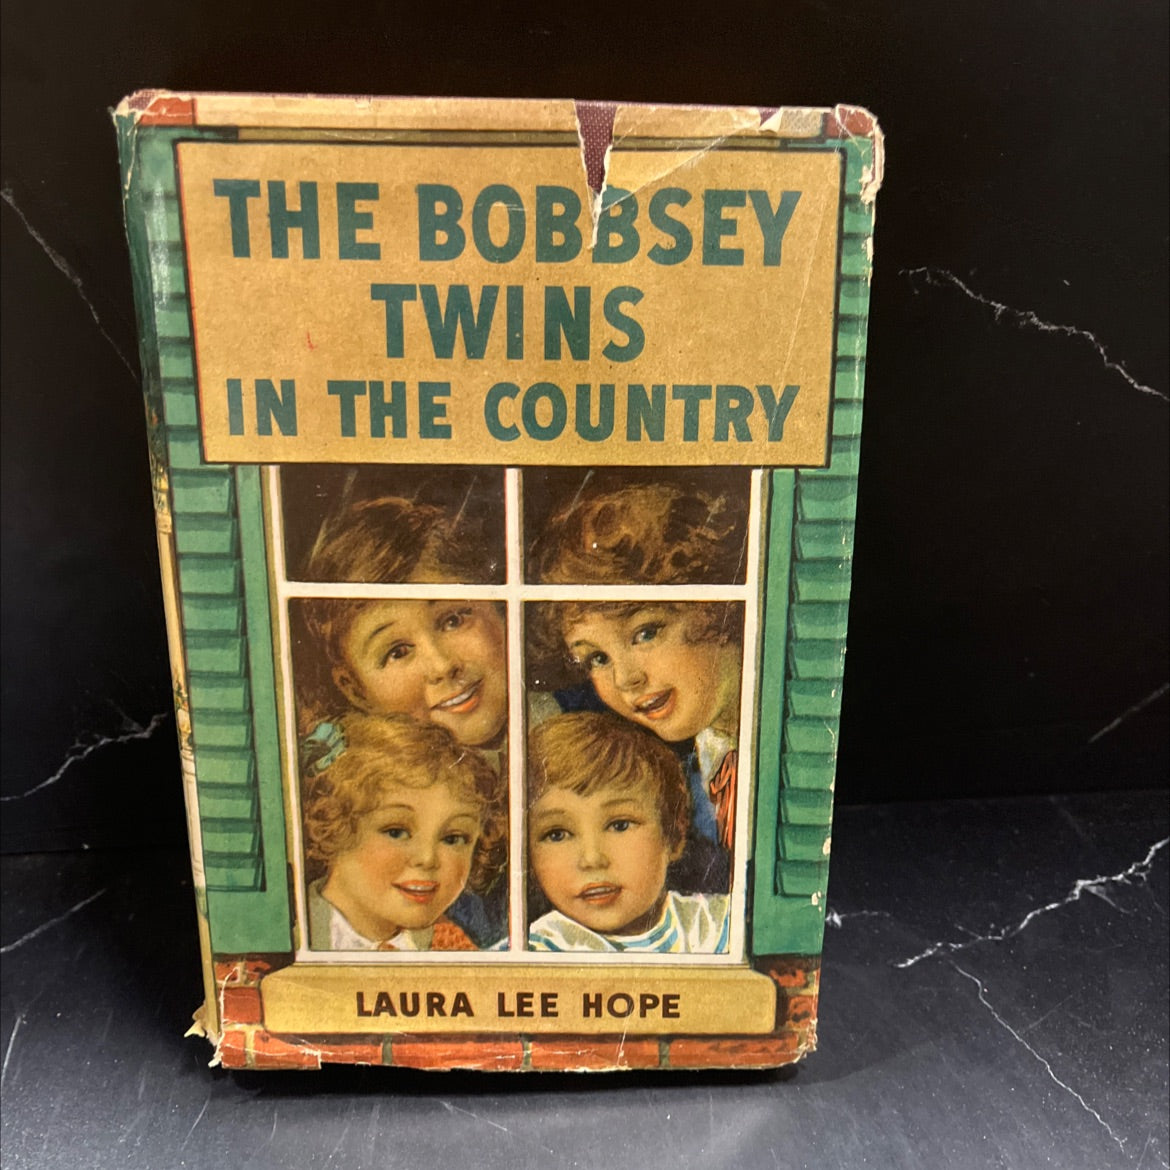 THE BOBBSEY
TWINS
IN THE COUNTRY
LAURA LEE HOPE